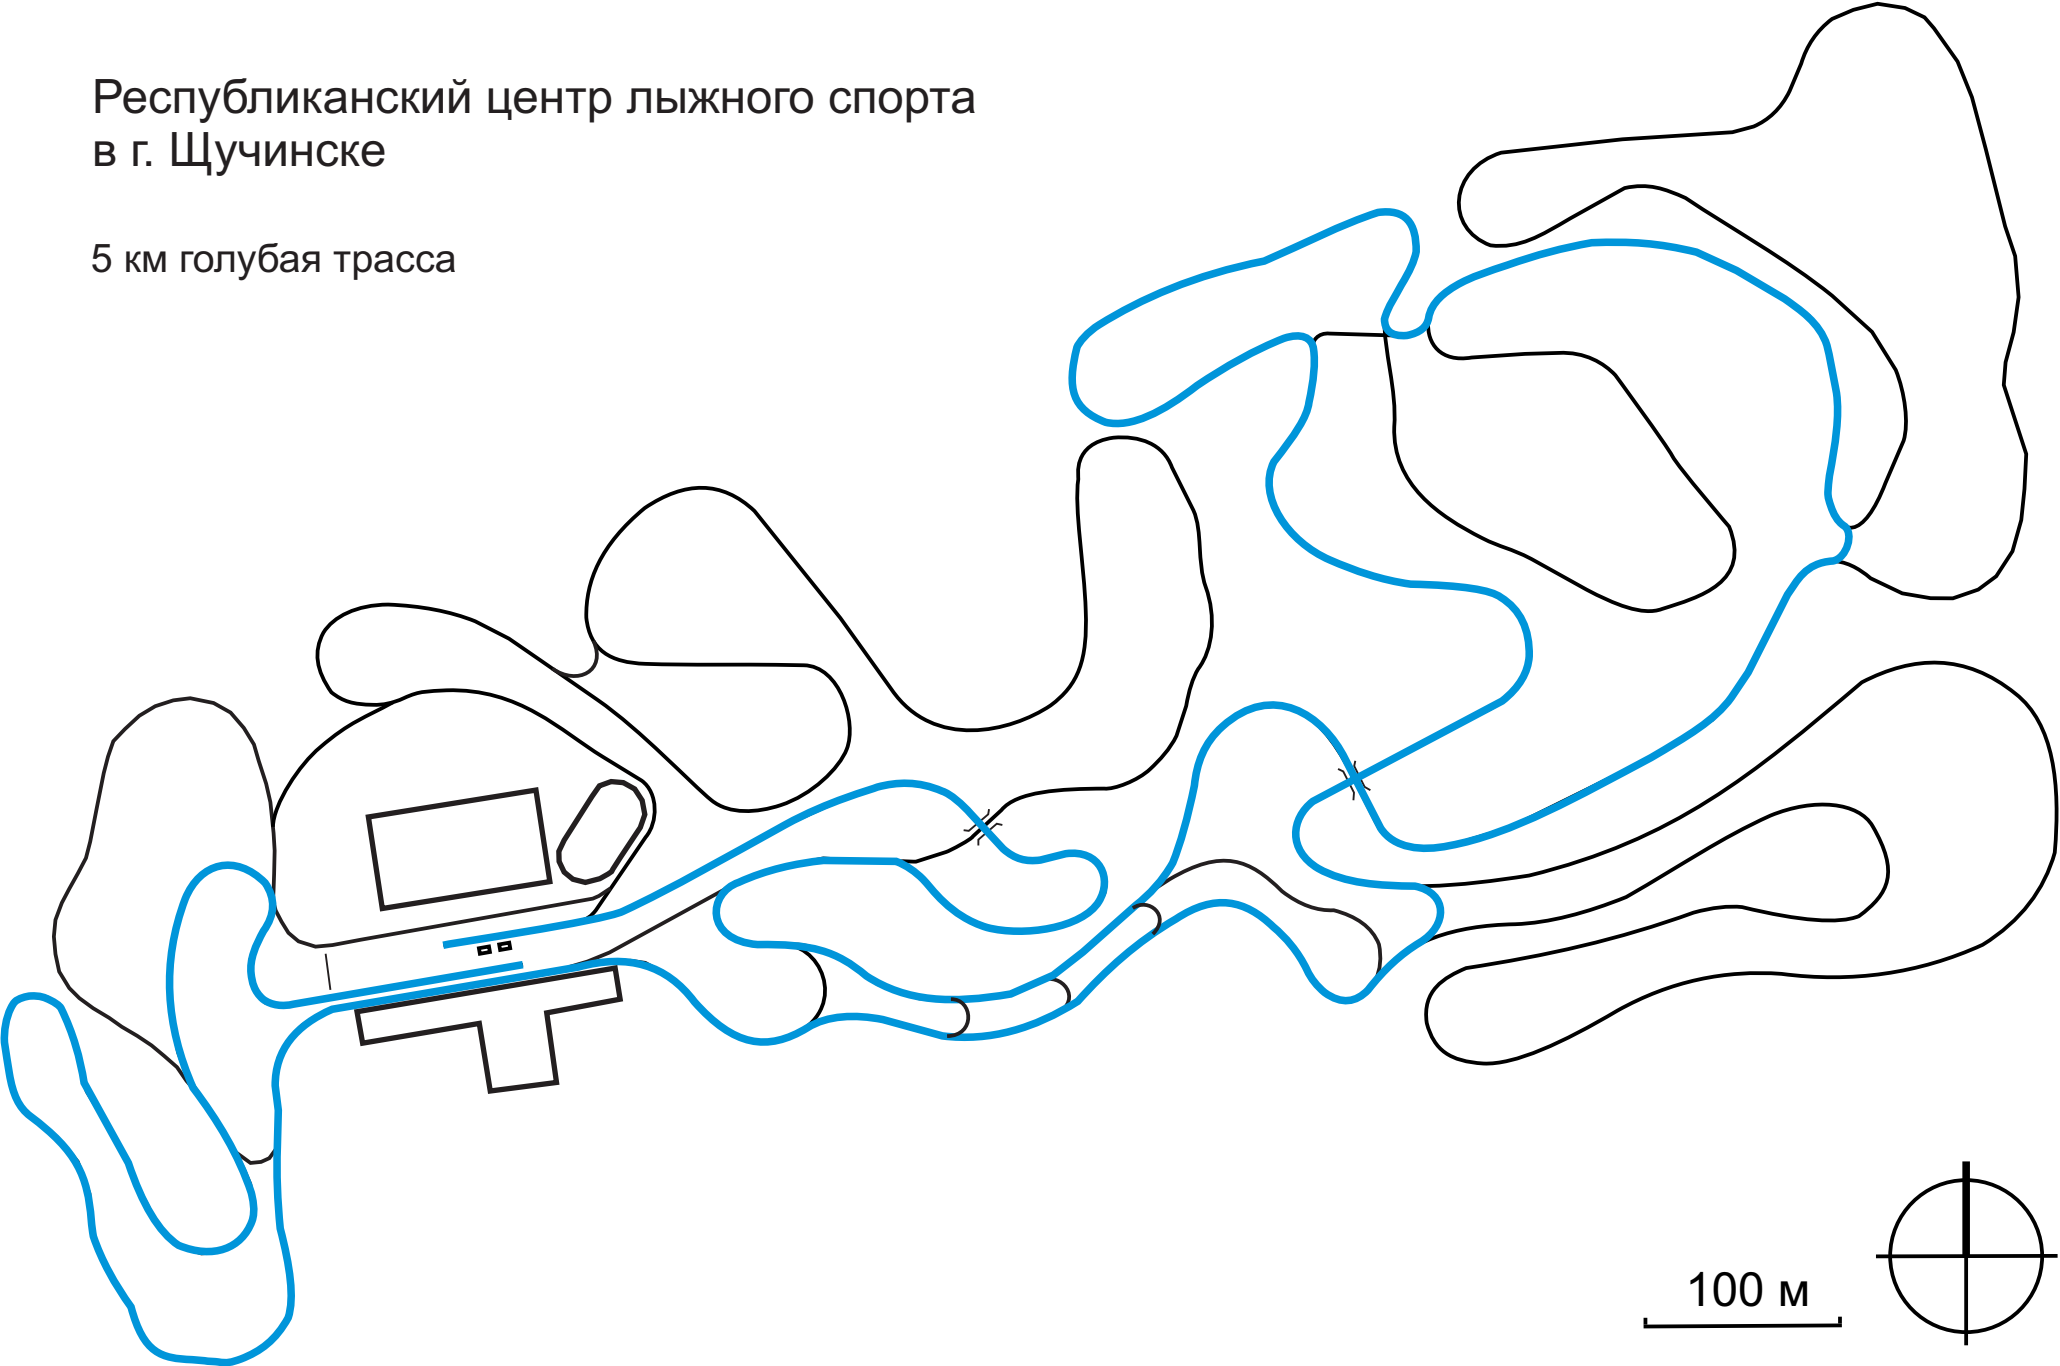 Республиканский центр лыжного спорта
в г. Щучинске
5 км голубая трасса
100 м